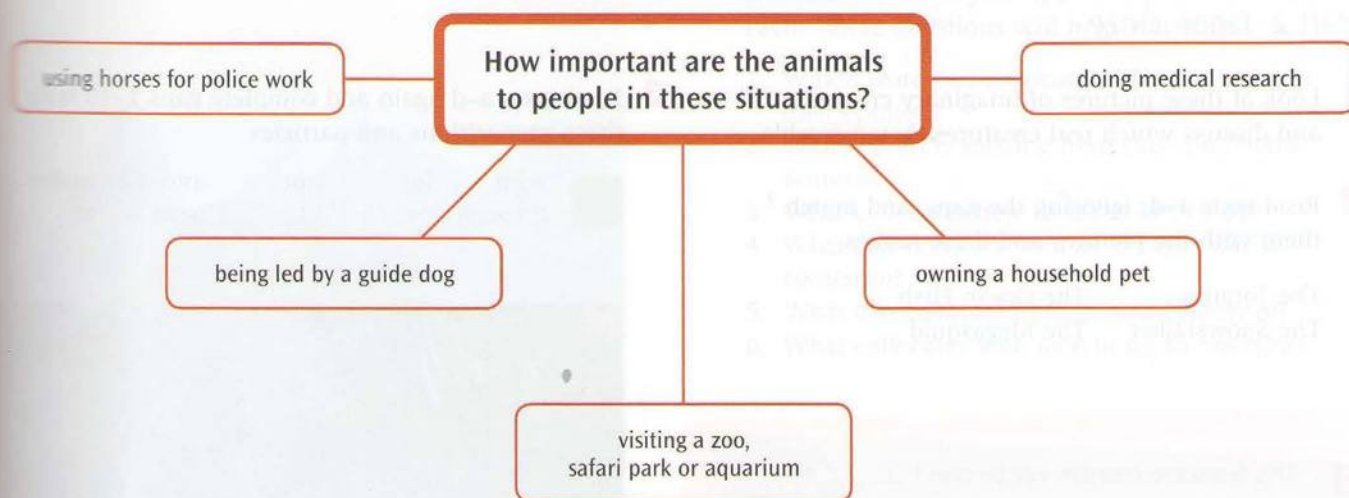 How important are the animals
to people in these situations?
using horses for police work
doing medical research
being led by a guide dog
owning a household pet
visiting a zoo,
safari park or aquarium